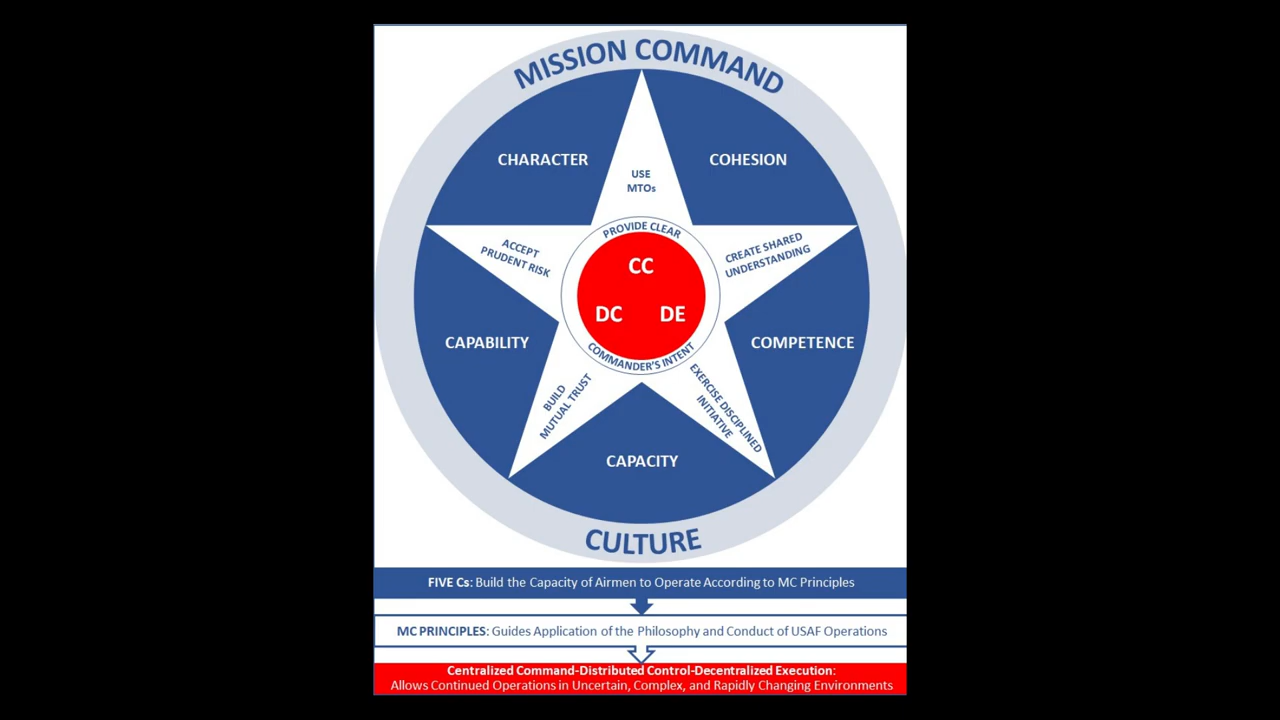 MISSION COMMAND
CHARACTER
COHESION
USE
MTOs
PROVIDE CLEAR
ACCEPT
PRUDENT RISK
CREATE SHARED
UNDERSTANDING
CC
DC
DE
CAPABILITY
COMPETENCE
COMMANDER'S INTENT
BUILD
MUTUAL TRUST
EXERCISE DISCIPLINED
INITIATIVE
CAPACITY
CULTURE
FIVE Cs: Build the Capacity of Airmen to Operate According to MC Principles
MC PRINCIPLES: Guides Application of the Philosophy and Conduct of USAF Operations
Centralized Command-Distributed Control-Decentralized Execution:
Allows Continued Operations in Uncertain, Complex, and Rapidly Changing Environments